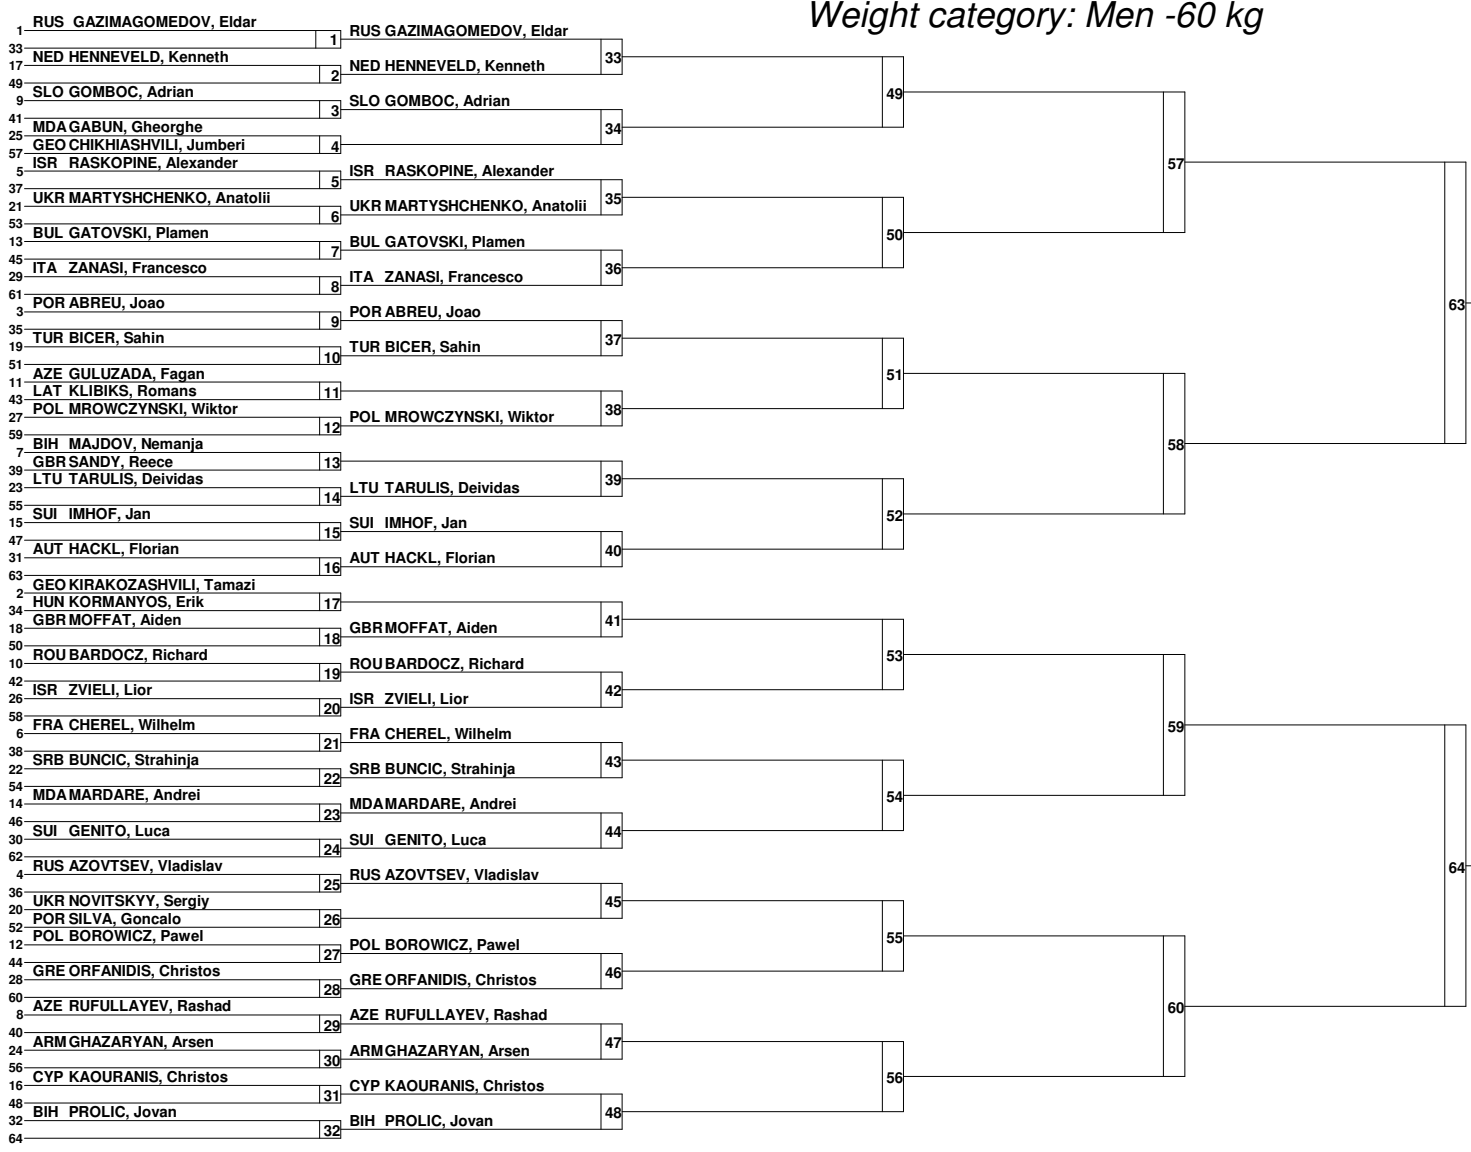 Weight category: Men -60 kg
1 RUS GAZIMAGOMEDOV, Eldar
33
1 RUS GAZIMAGOMEDOV, Eldar
17 NED HENNEVELD, Kenneth
49
2 NED HENNEVELD, Kenneth
33
9 SLO GOMBOC, Adrian
41
3 SLO GOMBOC, Adrian
25 MDA GABUN, Gheorghe
57 GEO CHIKHIASHVILI, Jumberi
4
34
49
5 ISR RASKOPINE, Alexander
37
5 ISR RASKOPINE, Alexander
21 UKR MARTYSHCHENKO, Anatolii
53
6 UKR MARTYSHCHENKO, Anatolii
35
13 BUL GATOVSKI, Plamen
45
7 BUL GATOVSKI, Plamen
29 ITA ZANASI, Francesco
61
8 ITA ZANASI, Francesco
36
50
57
3 POR ABREU, Joao
35
9 POR ABREU, Joao
19 TUR BICER, Sahin
51
10 TUR BICER, Sahin
37
11 AZE GULUZADA, Fagan
43 LAT KLIBIKS, Romans
11
27 POL MROWCZYNSKI, Wiktor
59
12 POL MROWCZYNSKI, Wiktor
38
51
7 BIH MAJDOV, Nemanja
39 GBR SANDY, Reece
13
23 LTU TARULIS, Deividas
55
14 LTU TARULIS, Deividas
39
15 SUI IMHOF, Jan
47
15 SUI IMHOF, Jan
31 AUT HACKL, Florian
63
16 AUT HACKL, Florian
40
52
58
63
2 GEO KIRAKOZASHVILI, Tamazi
34 HUN KORMANYOS, Erik
17
18 GBR MOFFAT, Aiden
50
18 GBR MOFFAT, Aiden
41
10 ROU BARDOCZ, Richard
42
19 ROU BARDOCZ, Richard
26 ISR ZVIELI, Lior
58
20 ISR ZVIELI, Lior
42
53
6 FRA CHEREL, Wilhelm
38
21 FRA CHEREL, Wilhelm
22 SRB BUNCIC, Strahinja
54
22 SRB BUNCIC, Strahinja
43
14 MDA MARDARE, Andrei
46
23 MDA MARDARE, Andrei
30 SUI GENITO, Luca
62
24 SUI GENITO, Luca
44
54
59
4 RUS AZOVTSEV, Vladislav
36
25 RUS AZOVTSEV, Vladislav
20 UKR NOVITSKYY, Sergiy
52 POR SILVA, Goncalo
26
45
12 POL BOROWICZ, Pawel
44
27 POL BOROWICZ, Pawel
28 GRE ORFANIDIS, Christos
60
28 GRE ORFANIDIS, Christos
46
55
8 AZE RUFULLAYEV, Rashad
40
29 AZE RUFULLAYEV, Rashad
24 ARM GHAZARYAN, Arsen
56
30 ARM GHAZARYAN, Arsen
47
16 CYP KAOURANIS, Christos
48
31 CYP KAOURANIS, Christos
32 BIH PROLIC, Jovan
64
32 BIH PROLIC, Jovan
48
56
60
64